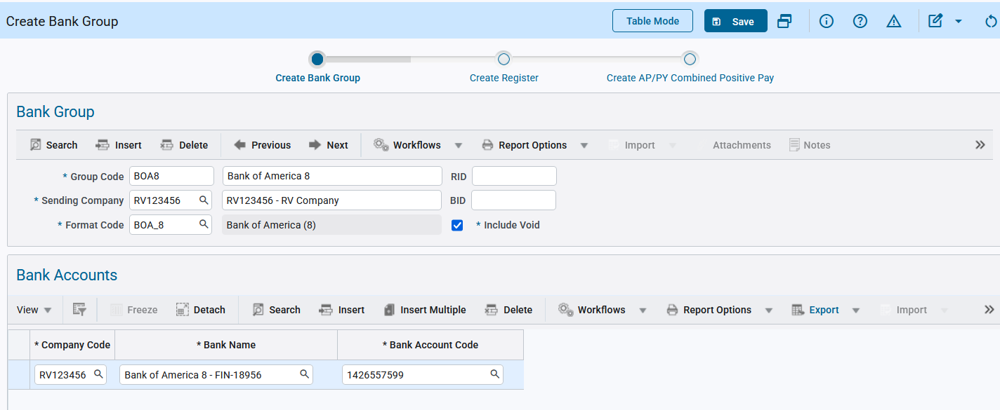 Create Bank Group
Table Mode
Save
Create Bank Group
Create Register
Create AP/PY Combined Positive Pay
Bank Group
Search Insert Delete Previous Next Workflows Report Options Import Attachments Notes
* Group Code BOA8 Bank of America 8 RID
* Sending Company RV123456 RV123456 - RV Company BID
* Format Code BOA_8 Bank of America (8) * Include Void
Bank Accounts
View Freeze Detach Search Insert Insert Multiple Delete Workflows Report Options Export Import
* Company Code * Bank Name * Bank Account Code
RV123456 Bank of America 8 - FIN-18956 1426557599